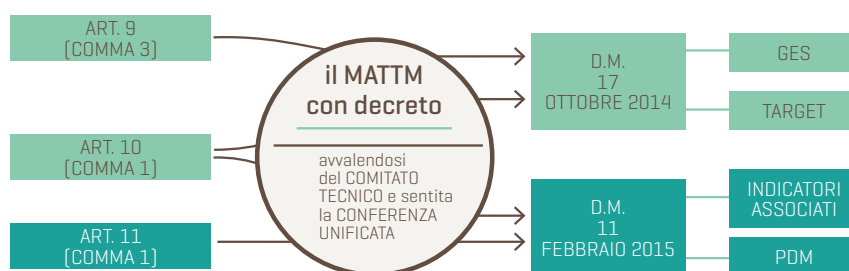 ART. 9
(COMMA 3)
ART. 10
(COMMA 1)
ART. 11
(COMMA 1)
il MATTM
con decreto
avvalendosi
del COMITATO
TECNICO e sentita
la CONFERENZA
UNIFICATA
D.M.
17
OTTOBRE 2014
GES
TARGET
D.M.
11
FEBBRAIO 2015
INDICATORI
ASSOCIATI
PDM